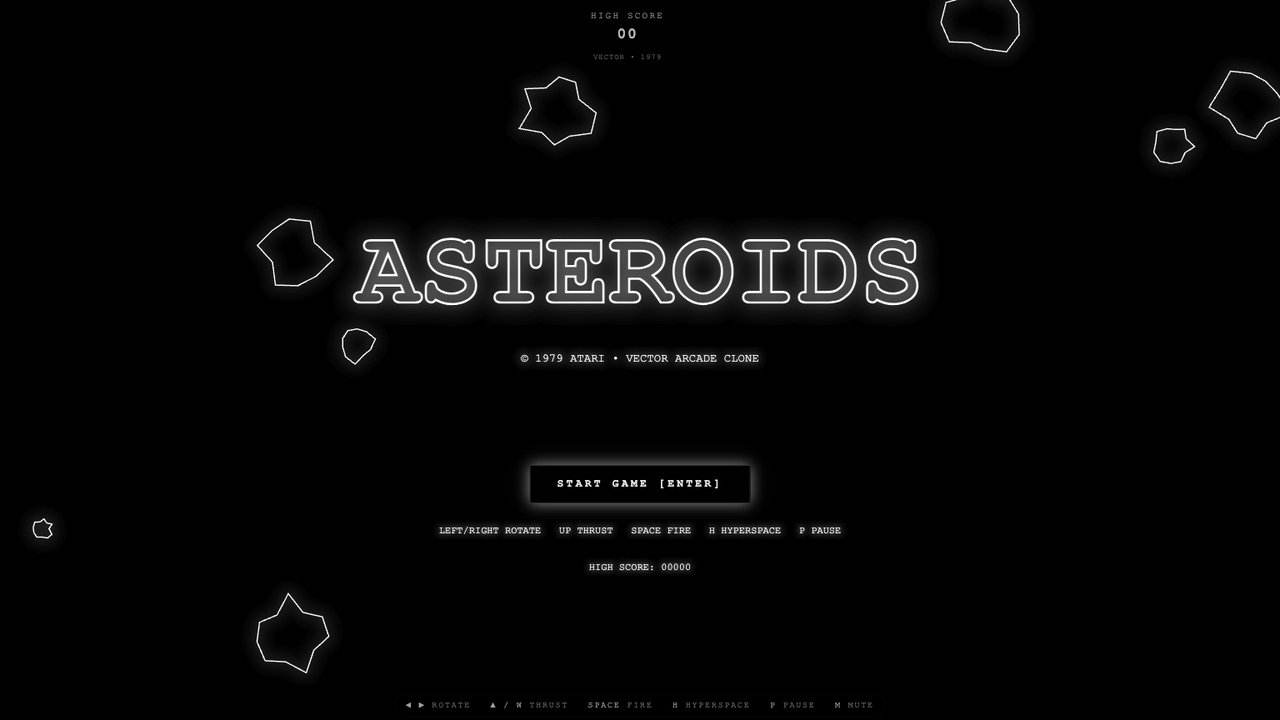 HIGH SCORE
00
VECTOR • 1979
ASTEROIDS
© 1979 ATARI • VECTOR ARCADE CLONE
START GAME [ENTER]
LEFT/RIGHT ROTATE UP THRUST SPACE FIRE H HYPERSPACE P PAUSE
HIGH SCORE: 00000
◀ ▶ ROTATE ▲ / W THRUST SPACE FIRE H HYPERSPACE P PAUSE M MUTE